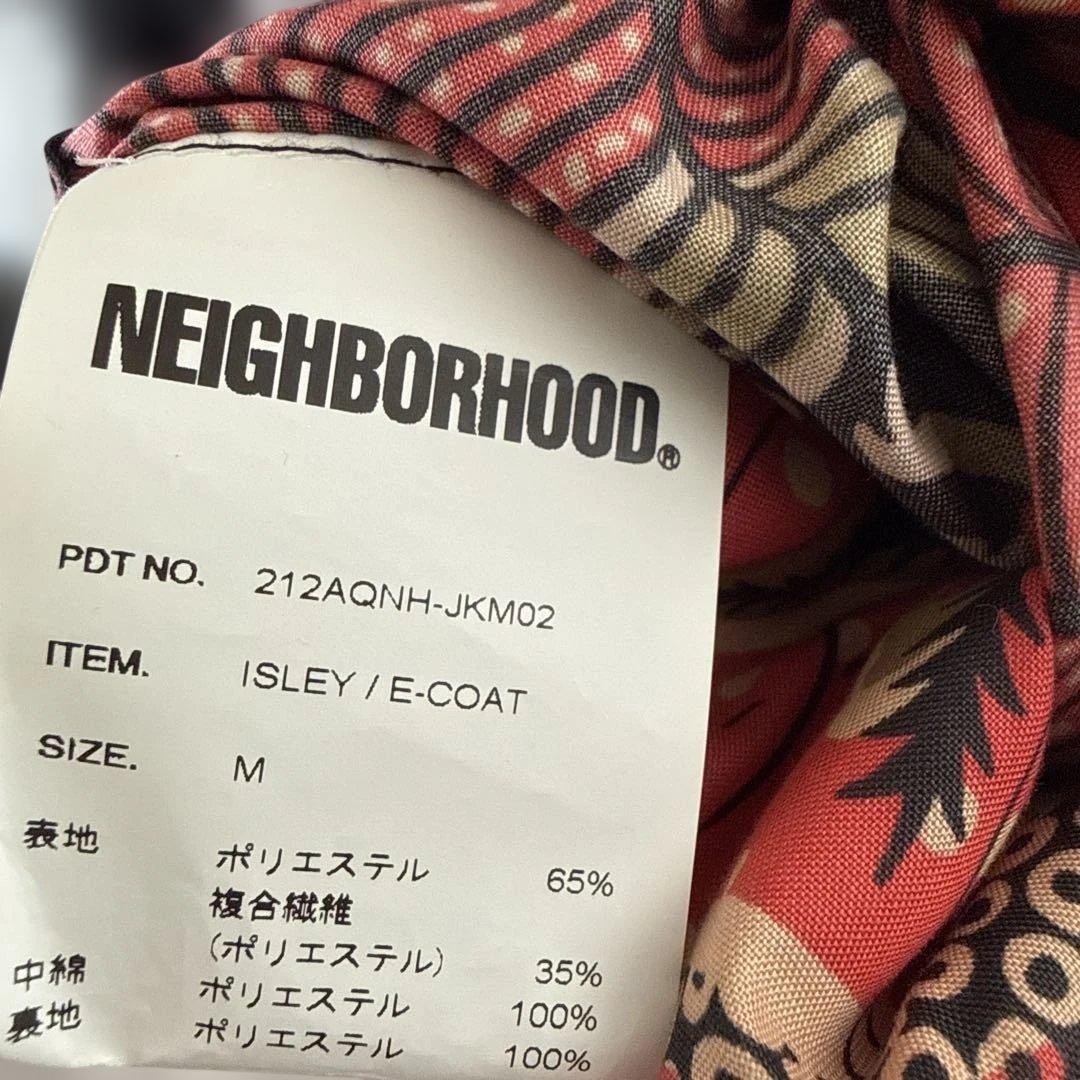 NEIGHBORHOOD®
PDT NO. 212AQNH-JKM02
ITEM. ISLEY / E-COAT
SIZE. M
表地 ポリエステル 65%
複合繊維
(ポリエステル) 35%
中綿 ポリエステル 100%
裏地 ポリエステル 100%